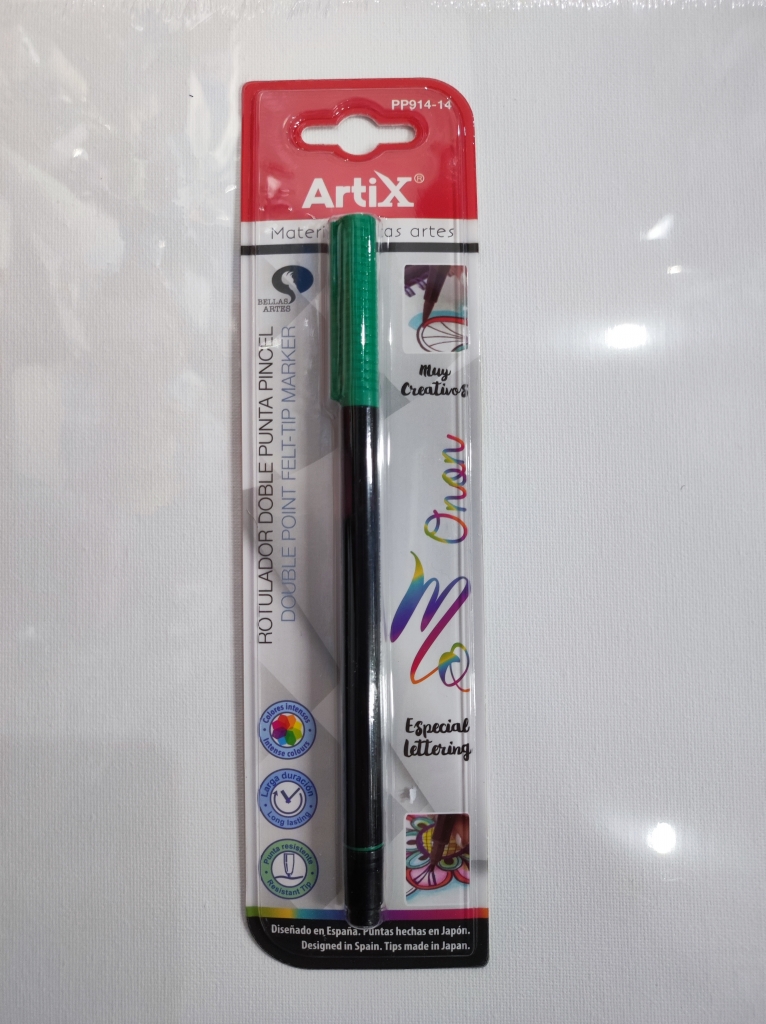 PP914-14
ArtiX®
Materi as artes
BELLAS
ARTES
ROTULADOR DOBLE PUNTA PINCEL
DOUBLE POINT FELT-TIP MARKER
Muy
Creativos
Onon
Especial
Lettering
Colores intensos
Intense colours
Larga duración
Long lasting
Punta resistente
Resistant Tip
Diseñado en España. Puntas hechas en Japón.
Designed in Spain. Tips made in Japan.